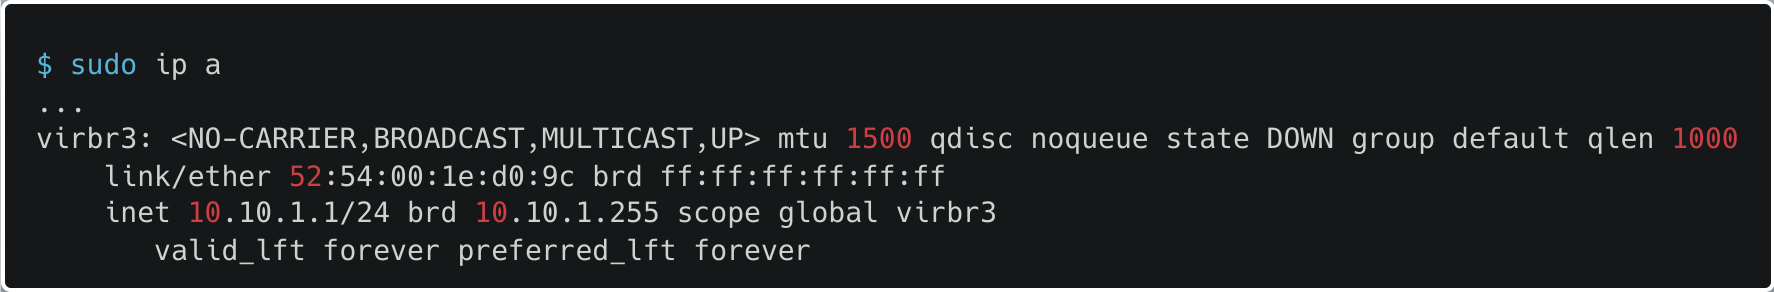 $ sudo ip a
...
virbr3: <NO-CARRIER,BROADCAST,MULTICAST,UP> mtu 1500 qdisc noqueue state DOWN group default qlen 1000
    link/ether 52:54:00:1e:d0:9c brd ff:ff:ff:ff:ff:ff
    inet 10.10.1.1/24 brd 10.10.1.255 scope global virbr3
       valid_lft forever preferred_lft forever